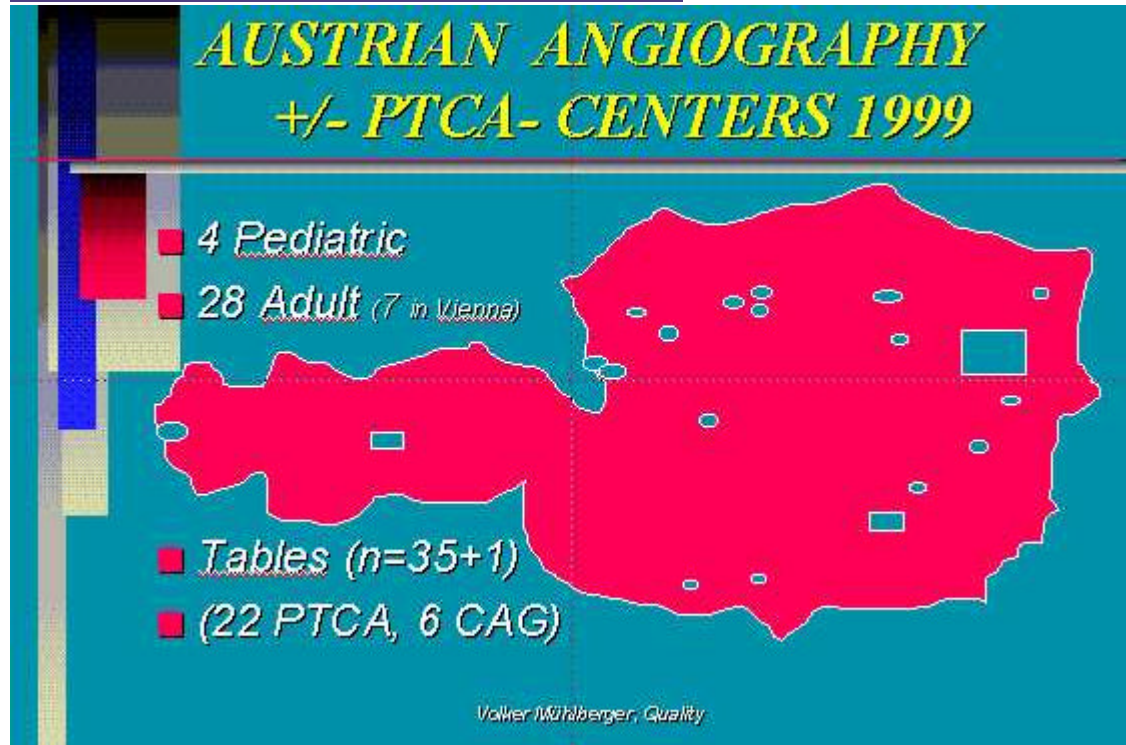 AUSTRIAN ANGIOGRAPHY
+/- PTCA- CENTERS 1999
4 Pediatric
28 Adult (7 in Vienna)
Tables (n=35+1)
(22 PTCA, 6 CAG)
Volker Mühlberger, Quality